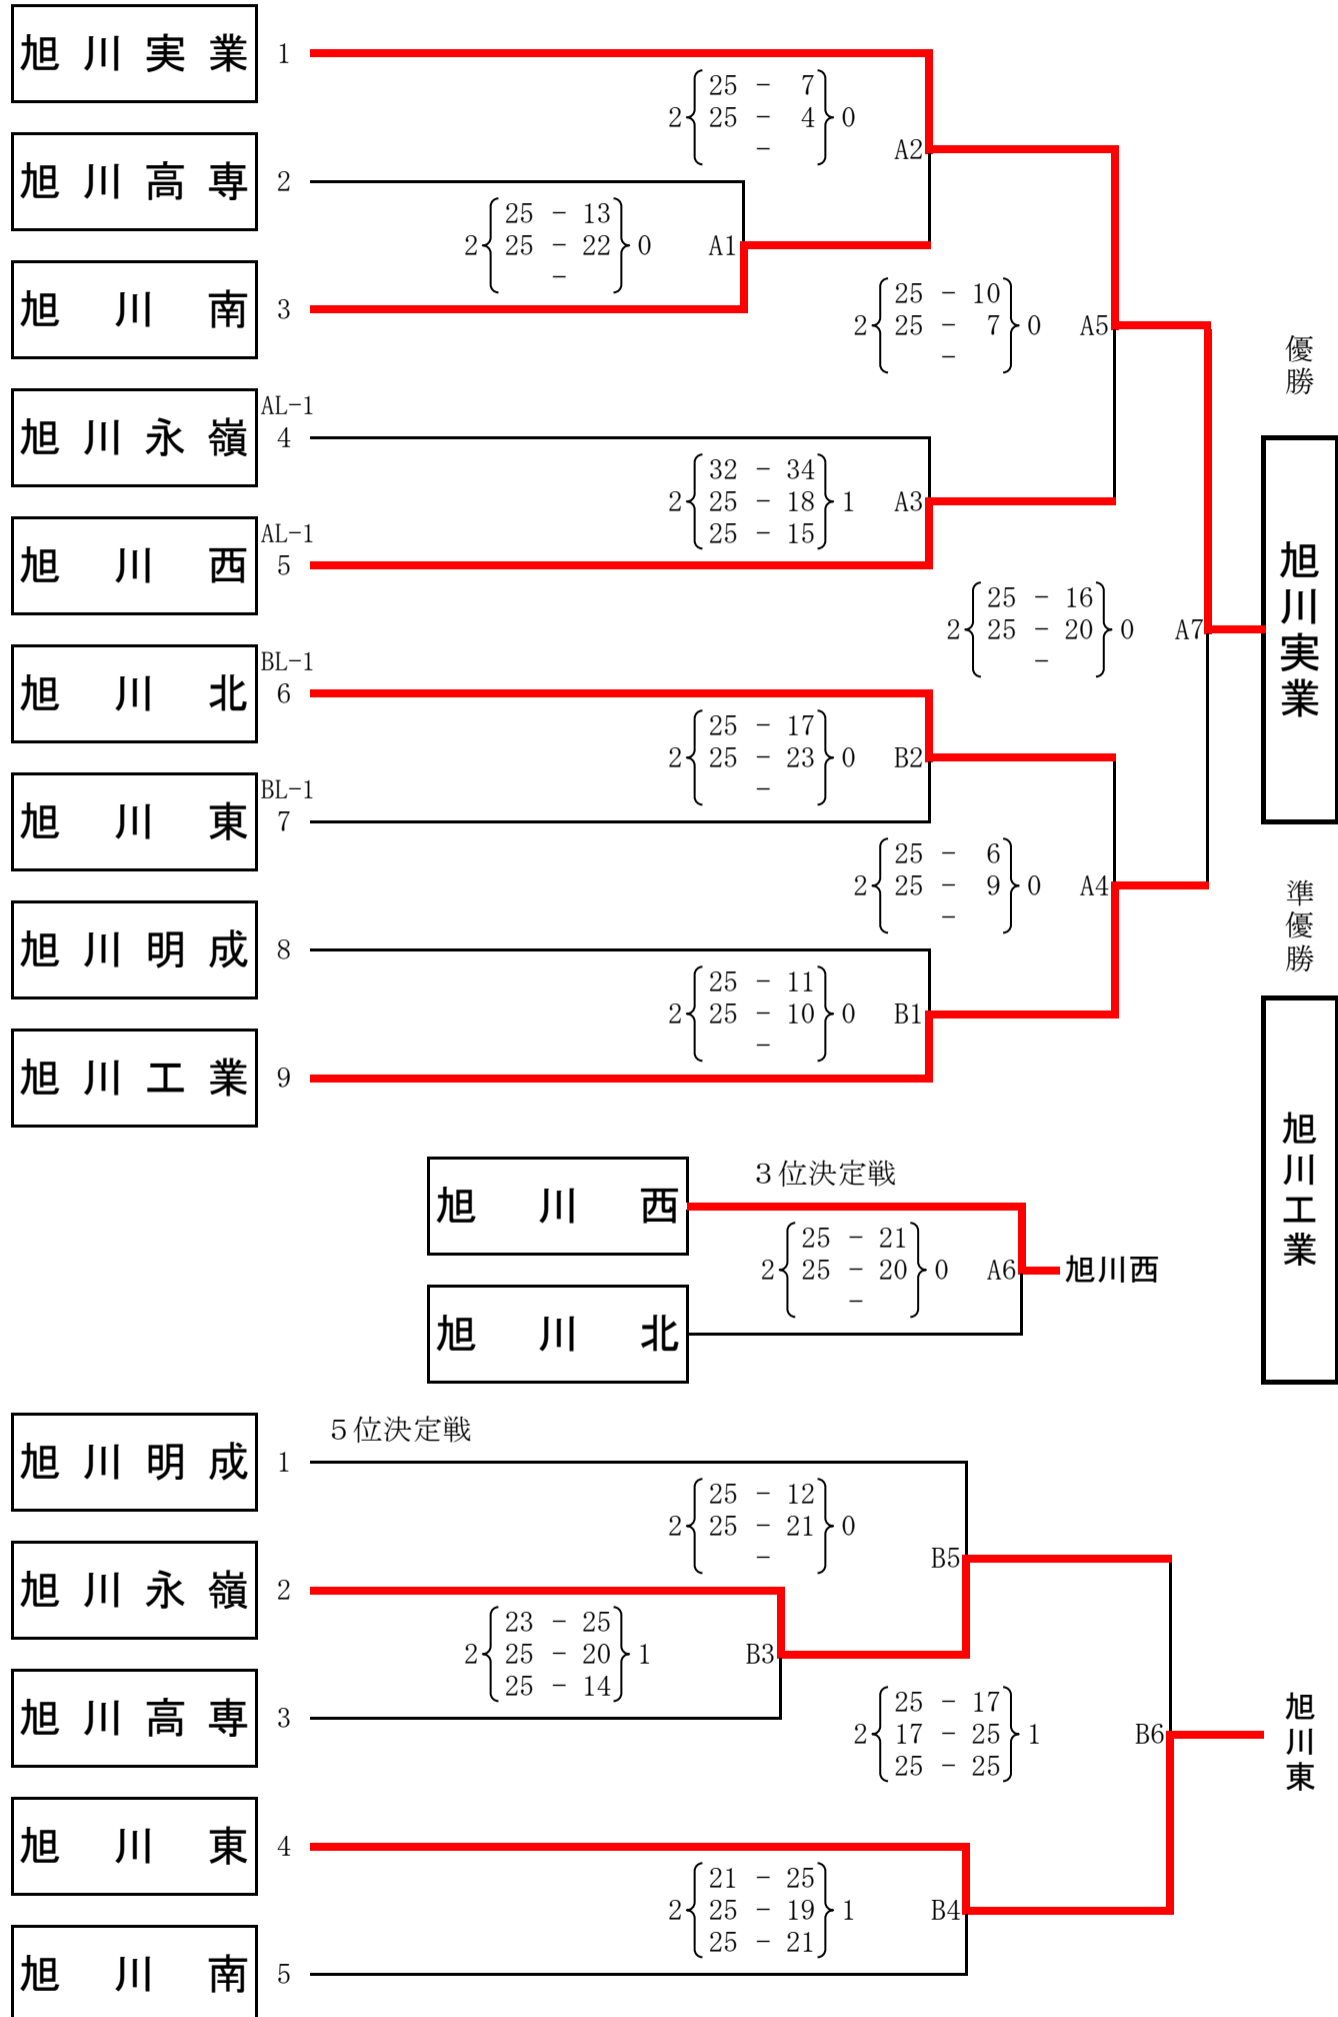 旭川実業 1
2 25 - 7 0
25 - 4
-
A2
旭川高専 2
2 25 - 13 0
25 - 22
-
A1
旭川南 3
2 25 - 10 0
25 - 7
-
A5
優勝
旭川永嶺 AL-1
4
2 32 - 34 1
25 - 18
25 - 15
A3
旭川西 AL-1
5
旭川実業
2 25 - 16 0
25 - 20
-
A7
旭川北 BL-1
6
2 25 - 17 0
25 - 23
-
B2
旭川東 BL-1
7
2 25 - 6 0
25 - 9
-
A4
準優勝
旭川明成 8
2 25 - 11 0
25 - 10
-
B1
旭川工業 9
旭川工業
3位決定戦
旭川西
2 25 - 21 0
25 - 20
-
A6
旭川西
旭川北
5位決定戦
旭川明成 1
2 25 - 12 0
25 - 21
-
B5
旭川永嶺 2
2 23 - 25 1
25 - 20
25 - 14
B3
旭川高専 3
2 25 - 17 1
17 - 25
25 - 25
B6
旭川東
旭川東 4
2 21 - 25 1
25 - 19
25 - 21
B4
旭川南 5